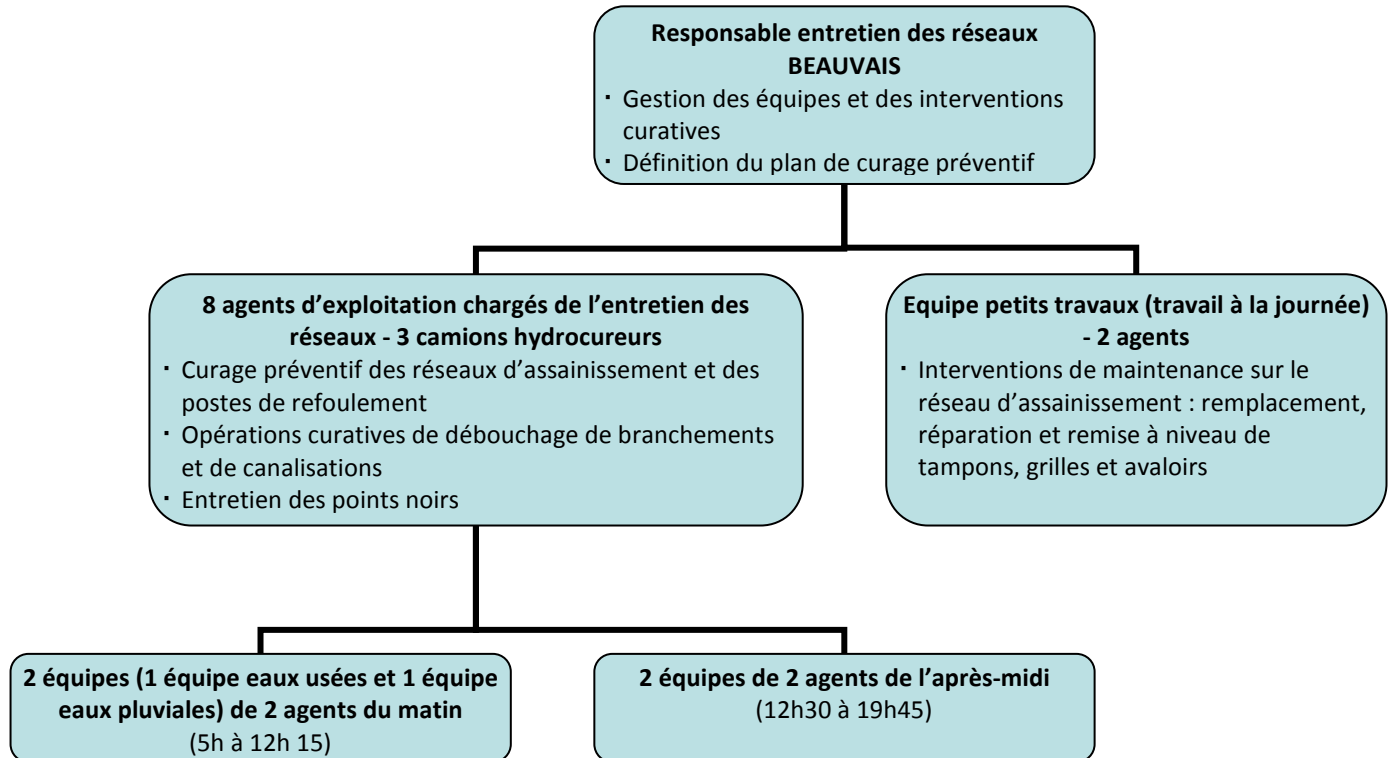 Responsable entretien des réseaux
BEAUVAIS
· Gestion des équipes et des interventions
curatives
· Définition du plan de curage préventif
8 agents d’exploitation chargés de l’entretien des
réseaux - 3 camions hydrocureurs
· Curage préventif des réseaux d’assainissement et des
postes de refoulement
· Opérations curatives de débouchage de branchements
et de canalisations
· Entretien des points noirs
Equipe petits travaux (travail à la journée)
- 2 agents
· Interventions de maintenance sur le
réseau d’assainissement : remplacement,
réparation et remise à niveau de
tampons, grilles et avaloirs
2 équipes (1 équipe eaux usées et 1 équipe
eaux pluviales) de 2 agents du matin
(5h à 12h 15)
2 équipes de 2 agents de l’après-midi
(12h30 à 19h45)